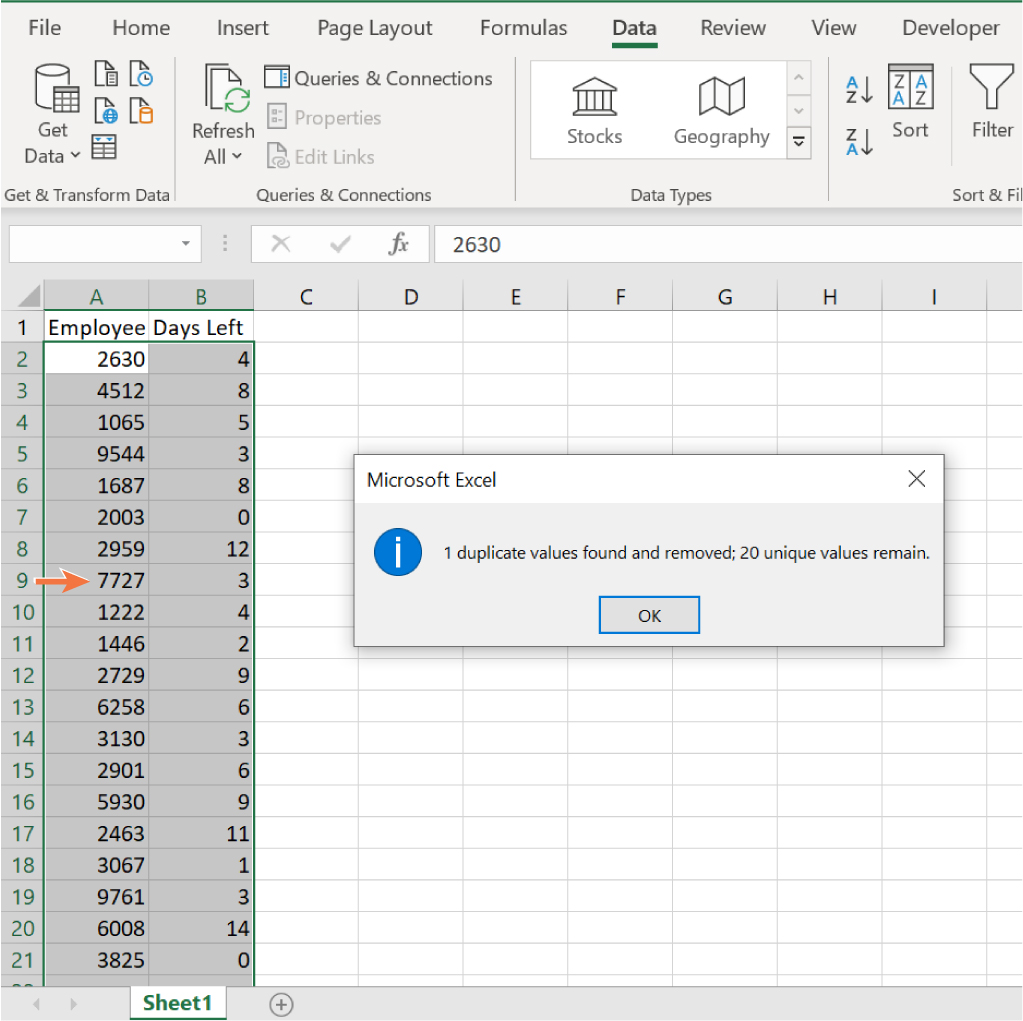 File Home Insert Page Layout Formulas Data Review View Developer
Queries & Connections
Properties
Edit Links
Get
Data
Refresh
All
Stocks
Geography
A
Z
Z
A
Z A
A Z
Sort
Filter
Get & Transform Data Queries & Connections Data Types Sort & Fil
fx 2630
A B C D E F G H I
1 Employee Days Left
2 2630 4
3 4512 8
4 1065 5
5 9544 3
6 1687 8
7 2003 0
8 2959 12
9 7727 3
10 1222 4
11 1446 2
12 2729 9
13 6258 6
14 3130 3
15 2901 6
16 5930 9
17 2463 11
18 3067 1
19 9761 3
20 6008 14
21 3825 0
Microsoft Excel
i
1 duplicate values found and removed; 20 unique values remain.
OK
Sheet1